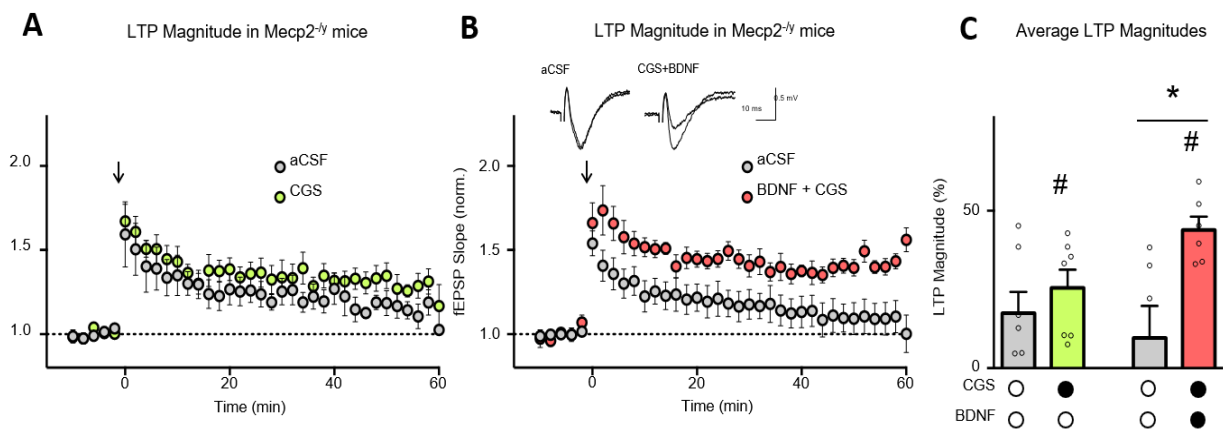 A
LTP Magnitude in Mecp2-/y mice
2.0
1.5
1.0
aCSF
CGS
0
20
40
60
Time (min)
B
LTP Magnitude in Mecp2-/y mice
aCSF
CGS+BDNF
10 ms
0.5 mV
fEPSP Slope (norm.)
2.0
1.5
1.0
aCSF
BDNF + CGS
0
20
40
60
Time (min)
C
Average LTP Magnitudes
*
#
#
LTP Magnitude (%)
50
0
CGS
BDNF